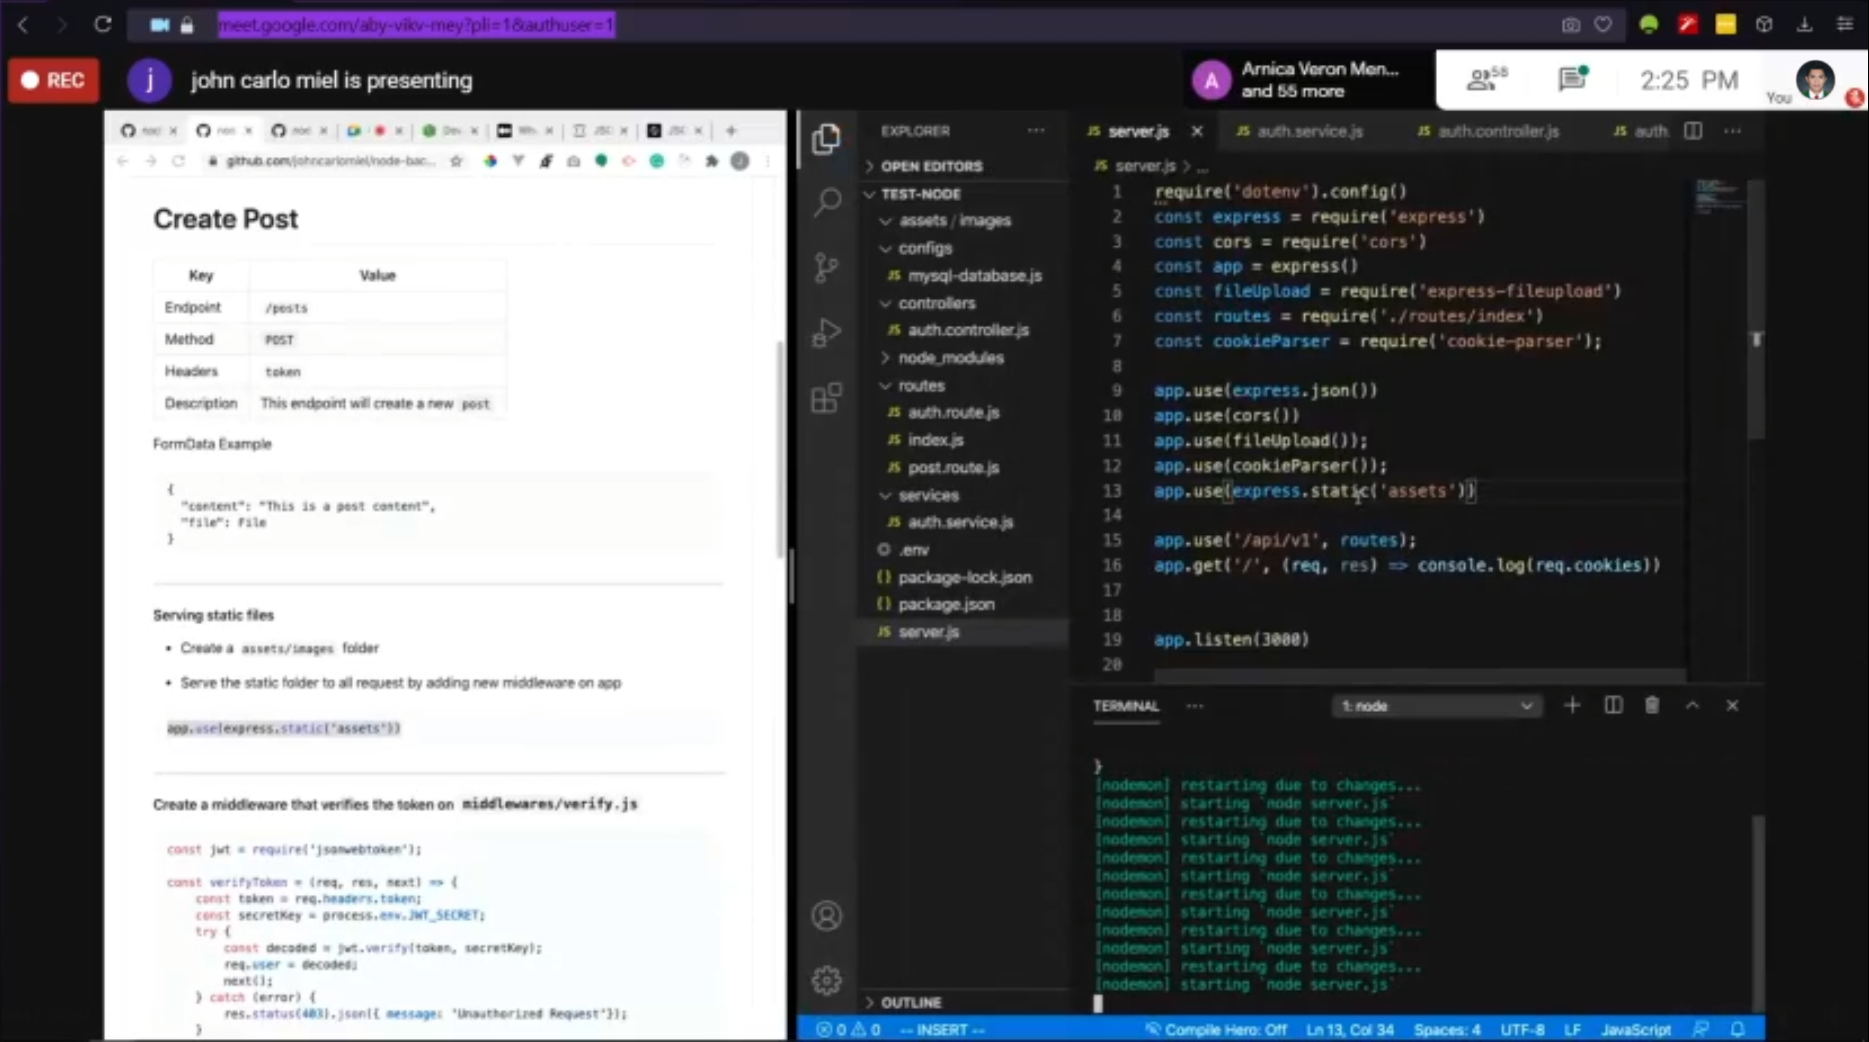 meet.google.com/aby-vikv-mey?pli=1&authuser=1
REC
j
john carlo miel is presenting
A
Arnica Veron Men...
and 55 more
58
2:25 PM
You
github.com/johncarlomiel/node-bac...
Create Post
Key Value
Endpoint /posts
Method POST
Headers token
Description This endpoint will create a new post
FormData Example
{
"content": "This is a post content",
"file": File
}
Serving static files
• Create a assets/images folder
• Serve the static folder to all request by adding new middleware on app
app.use(express.static('assets'))
Create a middleware that verifies the token on middlewares/verify.js
const jwt = require('jsonwebtoken');
const verifyToken = (req, res, next) => {
const token = req.headers.token;
const secretKey = process.env.JWT_SECRET;
try {
const decoded = jwt.verify(token, secretKey);
req.user = decoded;
next();
} catch (error) {
res.status(403).json({ message: 'Unauthorized Request'});
}
EXPLORER ...
OPEN EDITORS
TEST-NODE
assets / images
configs
JS mysql-database.js
controllers
JS auth.controller.js
node_modules
routes
JS auth.route.js
JS index.js
JS post.route.js
services
JS auth.service.js
.env
{} package-lock.json
{} package.json
JS server.js
OUTLINE
JS server.js JS auth.service.js JS auth.controller.js JS auth. ...
JS server.js > ...
1 require('dotenv').config()
2 const express = require('express')
3 const cors = require('cors')
4 const app = express()
5 const fileUpload = require('express-fileupload')
6 const routes = require('./routes/index')
7 const cookieParser = require('cookie-parser');
8
9 app.use(express.json())
10 app.use(cors())
11 app.use(fileUpload());
12 app.use(cookieParser());
13 app.use(express.static('assets'))
14
15 app.use('/api/v1', routes);
16 app.get('/', (req, res) => console.log(req.cookies))
17
18
19 app.listen(3000)
20
TERMINAL ... 1: node
}
[nodemon] restarting due to changes...
[nodemon] starting `node server.js`
[nodemon] restarting due to changes...
[nodemon] starting `node server.js`
[nodemon] restarting due to changes...
[nodemon] starting `node server.js`
[nodemon] restarting due to changes...
[nodemon] starting `node server.js`
[nodemon] restarting due to changes...
[nodemon] starting `node server.js`
[nodemon] restarting due to changes...
[nodemon] starting `node server.js`
0 0 -- INSERT -- Compile Hero: Off Ln 13, Col 34 Spaces: 4 UTF-8 LF JavaScript